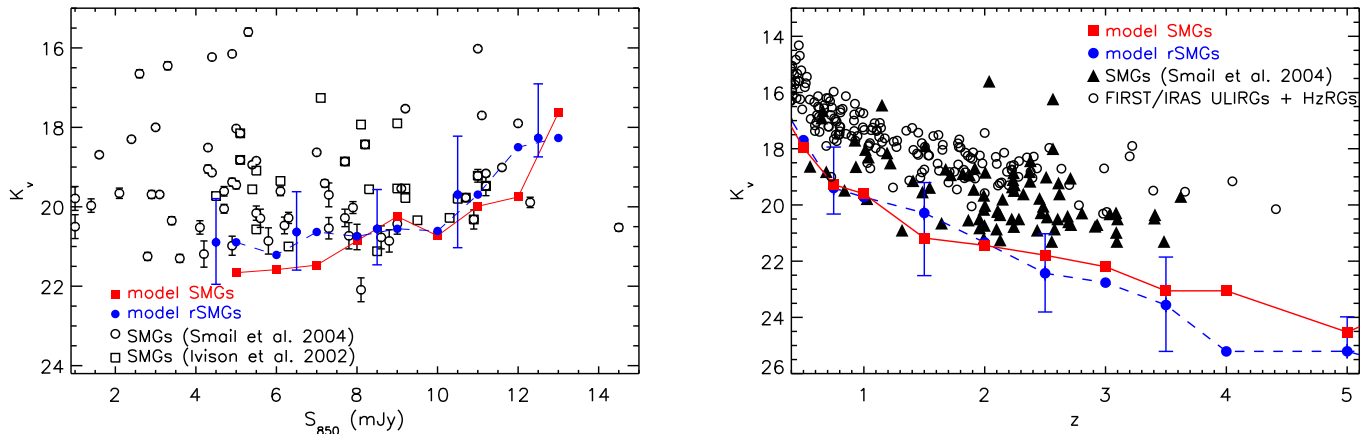 16
18
20
22
24
K_v
2
4
6
8
10
12
14
S_850 (mJy)
model SMGs
model rSMGs
SMGs (Smail et al. 2004)
SMGs (Ivison et al. 2002)
14
16
18
20
22
24
26
K_v
1
2
3
4
5
z
model SMGs
model rSMGs
SMGs (Smail et al. 2004)
FIRST/IRAS ULIRGs + HzRGs